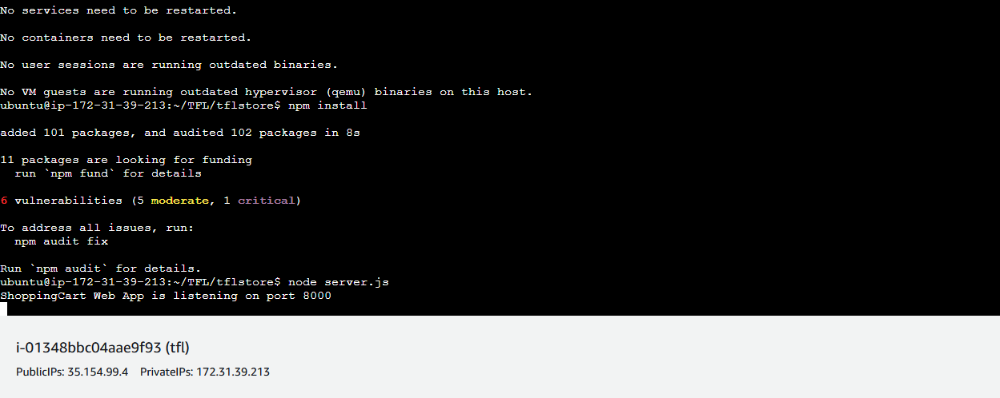 No services need to be restarted.
No containers need to be restarted.
No user sessions are running outdated binaries.
No VM guests are running outdated hypervisor (qemu) binaries on this host.
ubuntu@ip-172-31-39-213:~/TFL/tflstore$ npm install
added 101 packages, and audited 102 packages in 8s
11 packages are looking for funding
  run `npm fund` for details
6 vulnerabilities (5 moderate, 1 critical)
To address all issues, run:
  npm audit fix
Run `npm audit` for details.
ubuntu@ip-172-31-39-213:~/TFL/tflstore$ node server.js
ShoppingCart Web App is listening on port 8000
i-01348bbc04aae9f93 (tfl)
PublicIPs: 35.154.99.4 PrivateIPs: 172.31.39.213